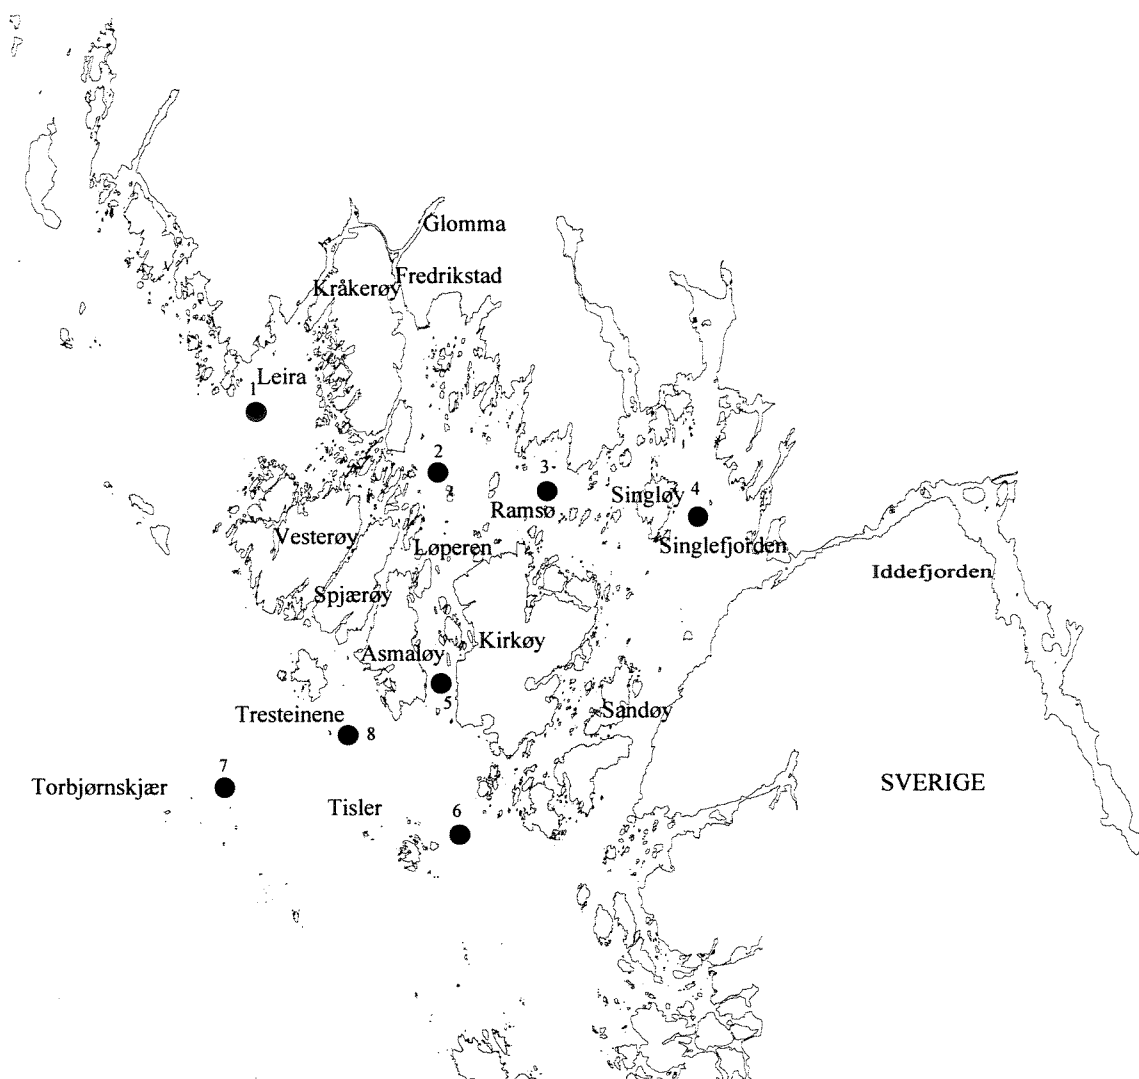 Glomma
Fredrikstad
Kråkerøy
Leira
1
2
3
Singløy
4
Ramsø
Vesterøy
Løperen
Singlefjorden
Iddefjorden
Spjærøy
Kirkøy
Asmaløy
5
Sandøy
Tresteinene
8
7
Torbjørnskjær
SVERIGE
Tisler
6